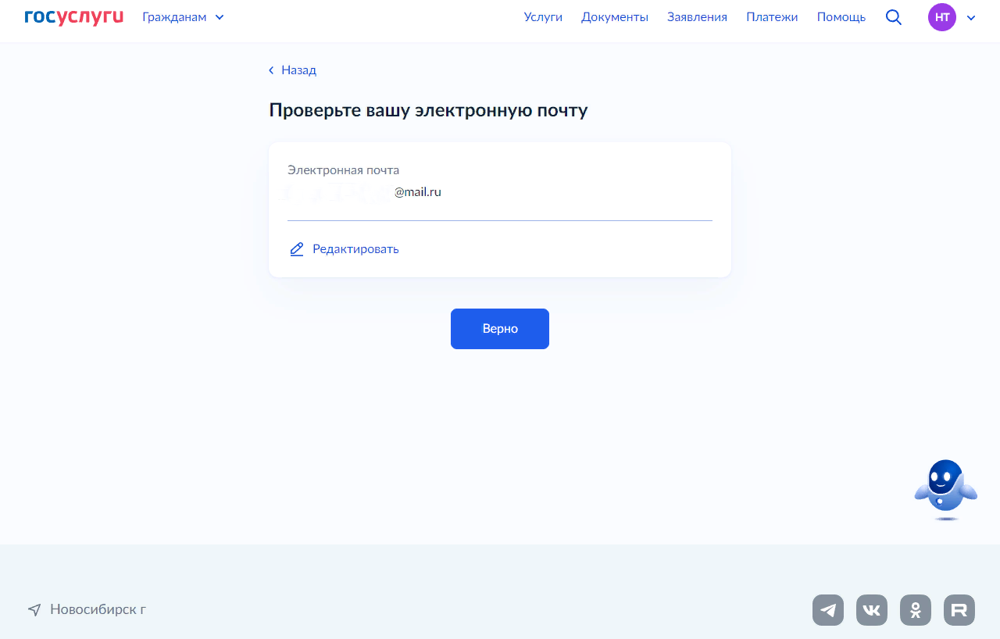 госуслуги Гражданам Услуги Документы Заявления Платежи Помощь НТ
Назад
Проверьте вашу электронную почту
Электронная почта
@mail.ru
Редактировать
Верно
Новосибирск г